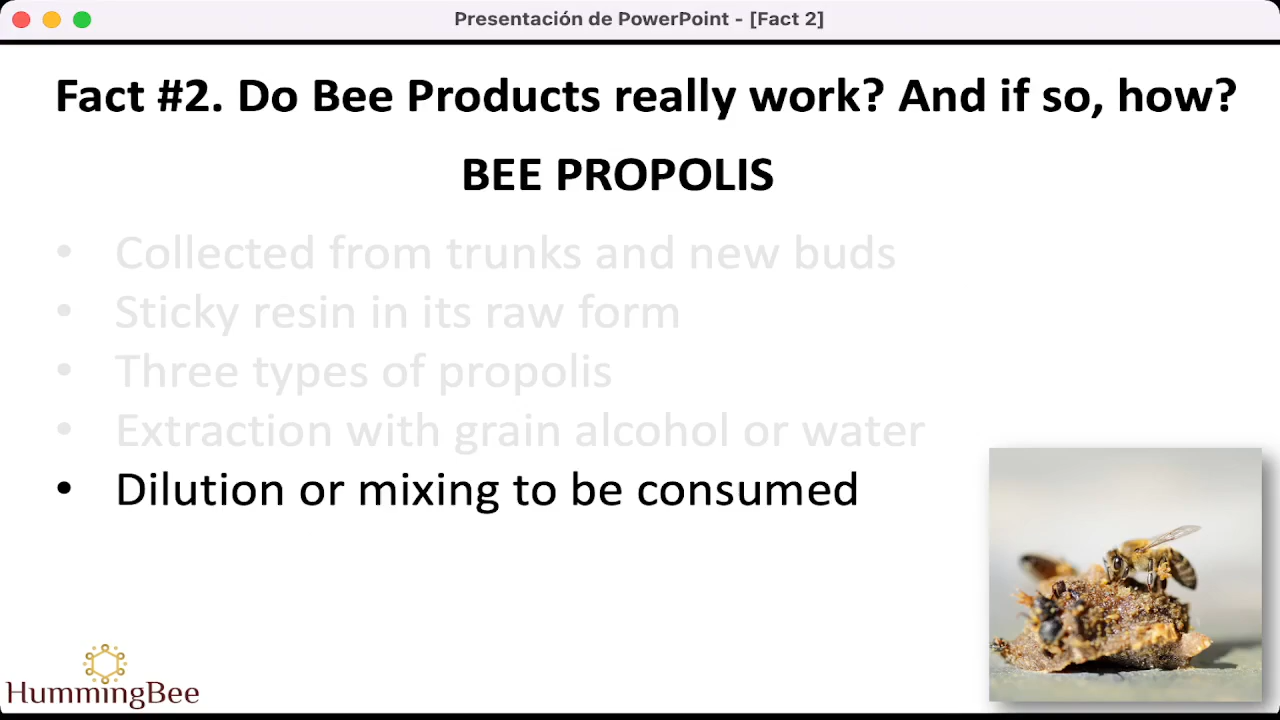 Presentación de PowerPoint - [Fact 2]
Fact #2. Do Bee Products really work? And if so, how?
BEE PROPOLIS
• Collected from trunks and new buds
• Sticky resin in its raw form
• Three types of propolis
• Extraction with grain alcohol or water
• Dilution or mixing to be consumed
HummingBee